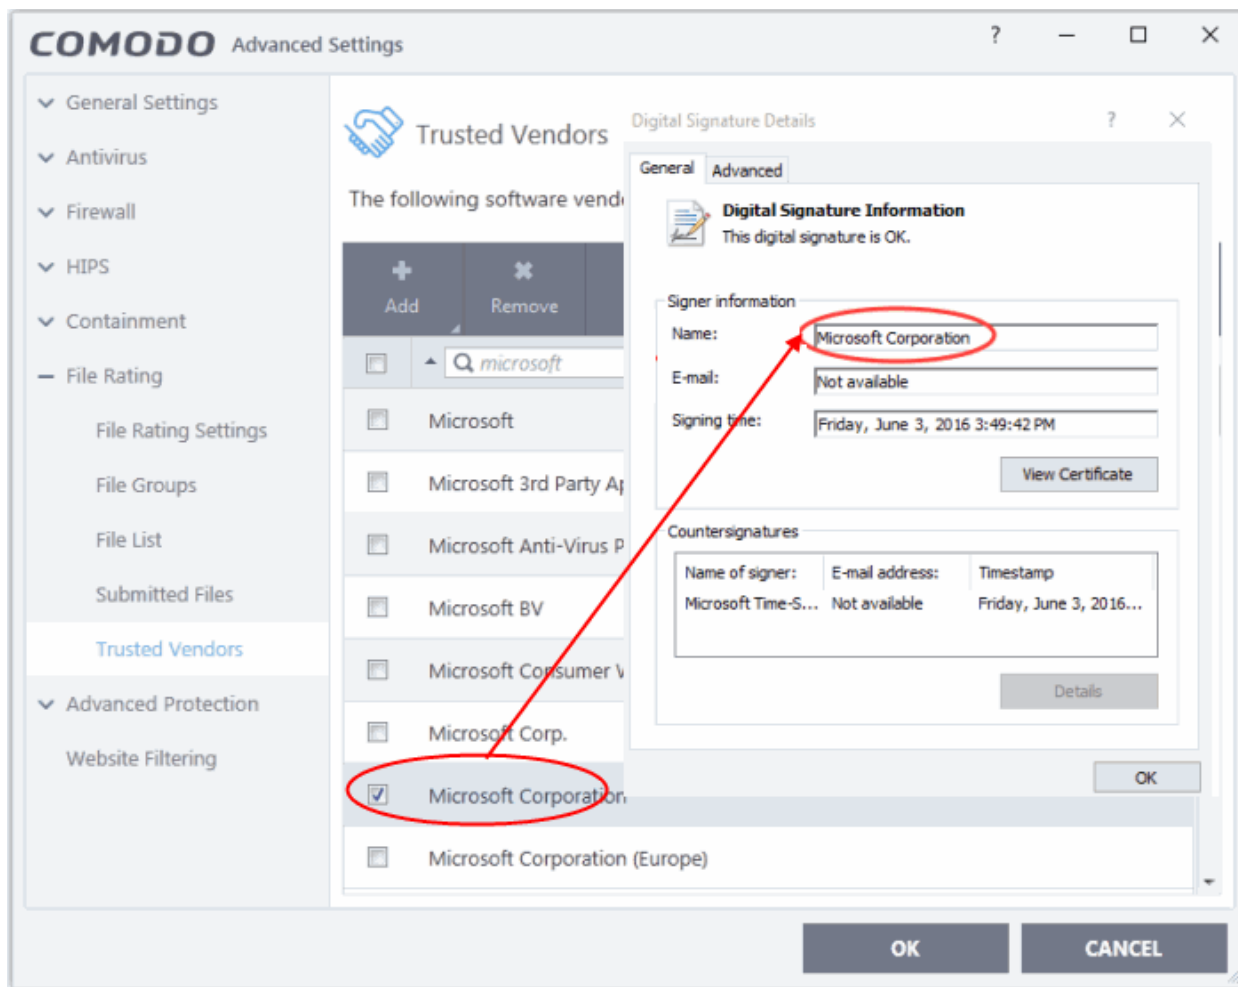 COMODO Advanced Settings
General Settings
Antivirus
Firewall
HIPS
Containment
File Rating
File Rating Settings
File Groups
File List
Submitted Files
Trusted Vendors
Advanced Protection
Website Filtering
Trusted Vendors
The following software
Add
Remove
microsoft
Microsoft
Microsoft 3rd Party
Microsoft Anti-Virus
Microsoft BV
Microsoft Consumer
Microsoft Corp.
Microsoft Corporation
Microsoft Corporation (Europe)
Digital Signature Details
General
Advanced
Digital Signature Information
This digital signature is OK.
Signer information
Name:
Microsoft Corporation
E-mail:
Not available
Signing time:
Friday, June 3, 2016 3:49:42 PM
View Certificate
Countersignatures
Name of signer: E-mail address: Timestamp
Microsoft Time-S... Not available Friday, June 3, 2016...
Details
OK
OK
CANCEL